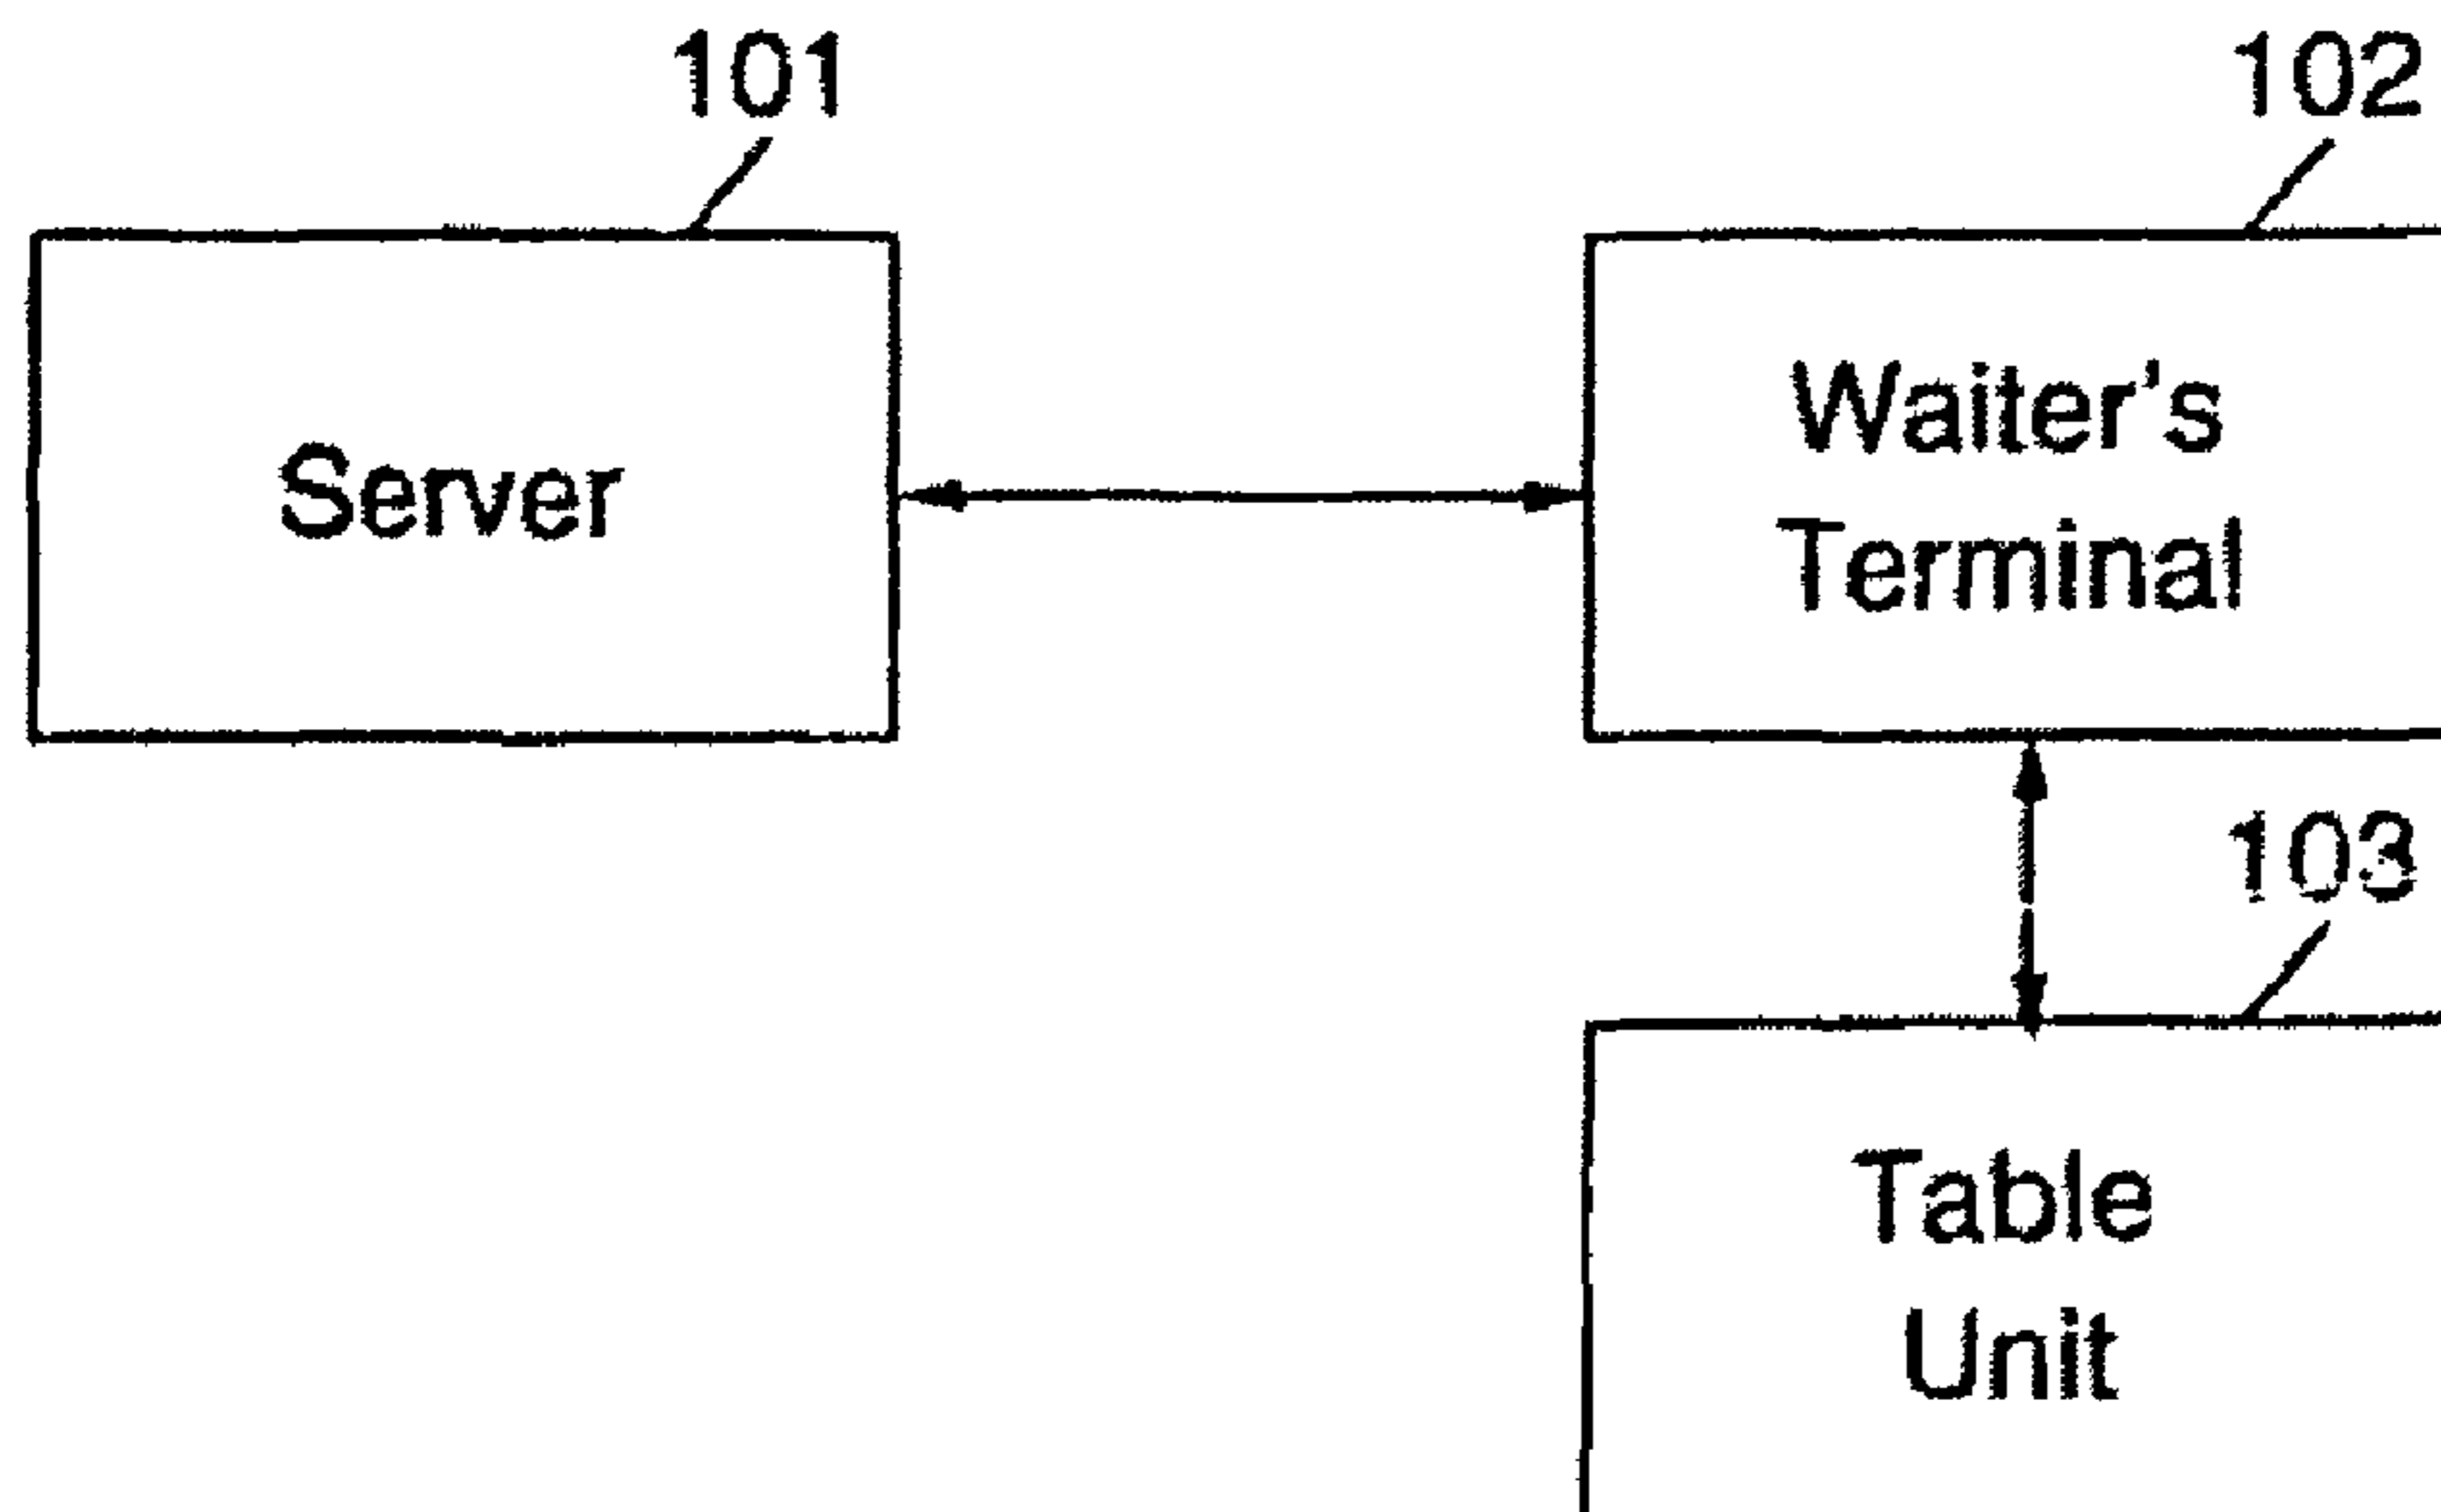 101
102
Server
Waiter's
Terminal
103
Table
Unit